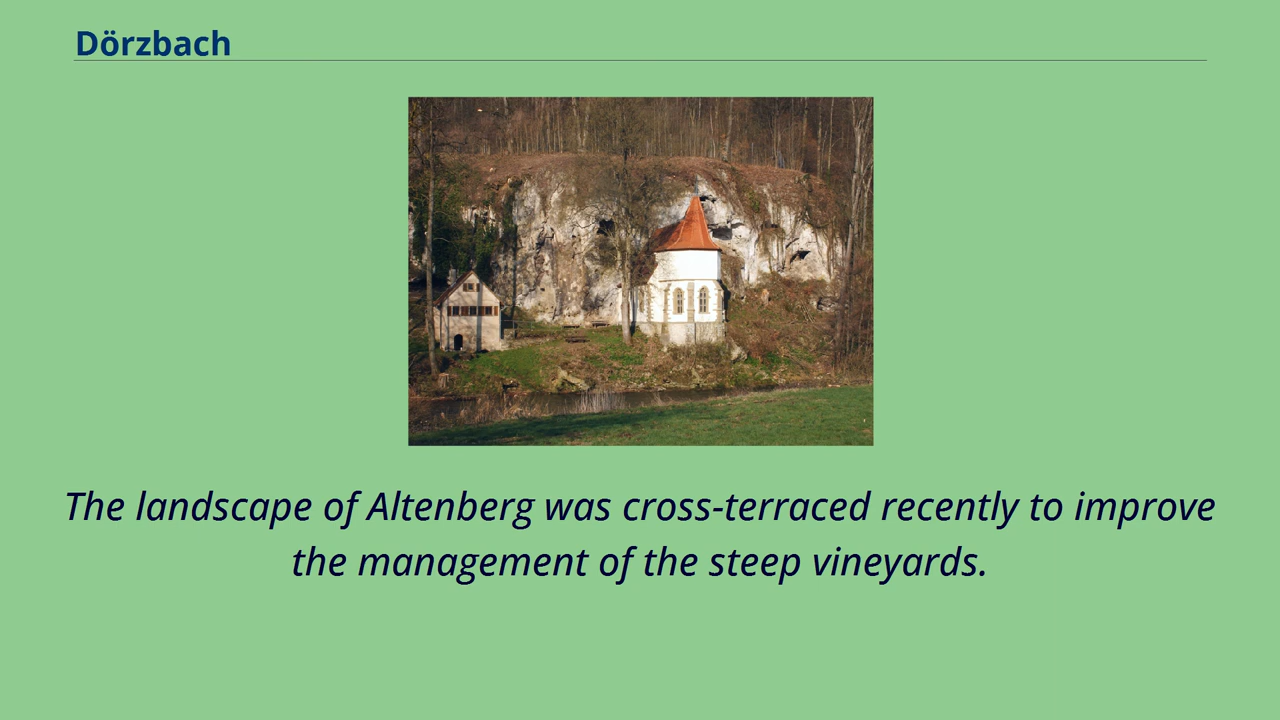 Dörzbach
The landscape of Altenberg was cross-terraced recently to improve
the management of the steep vineyards.